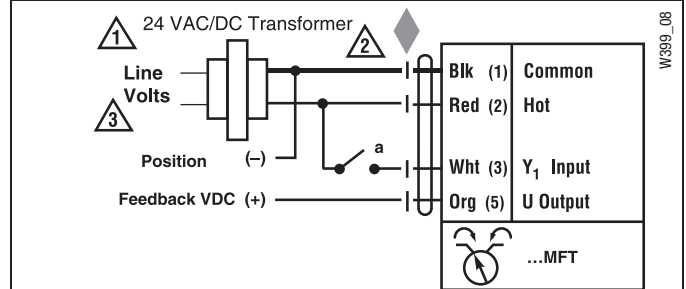 1 24 VAC/DC Transformer 2
W399_08
Line Volts
3
Blk (1) Common
Red (2) Hot
a
Position (–)
Wht (3) Y1 Input
Feedback VDC (+)
Org (5) U Output
...MFT